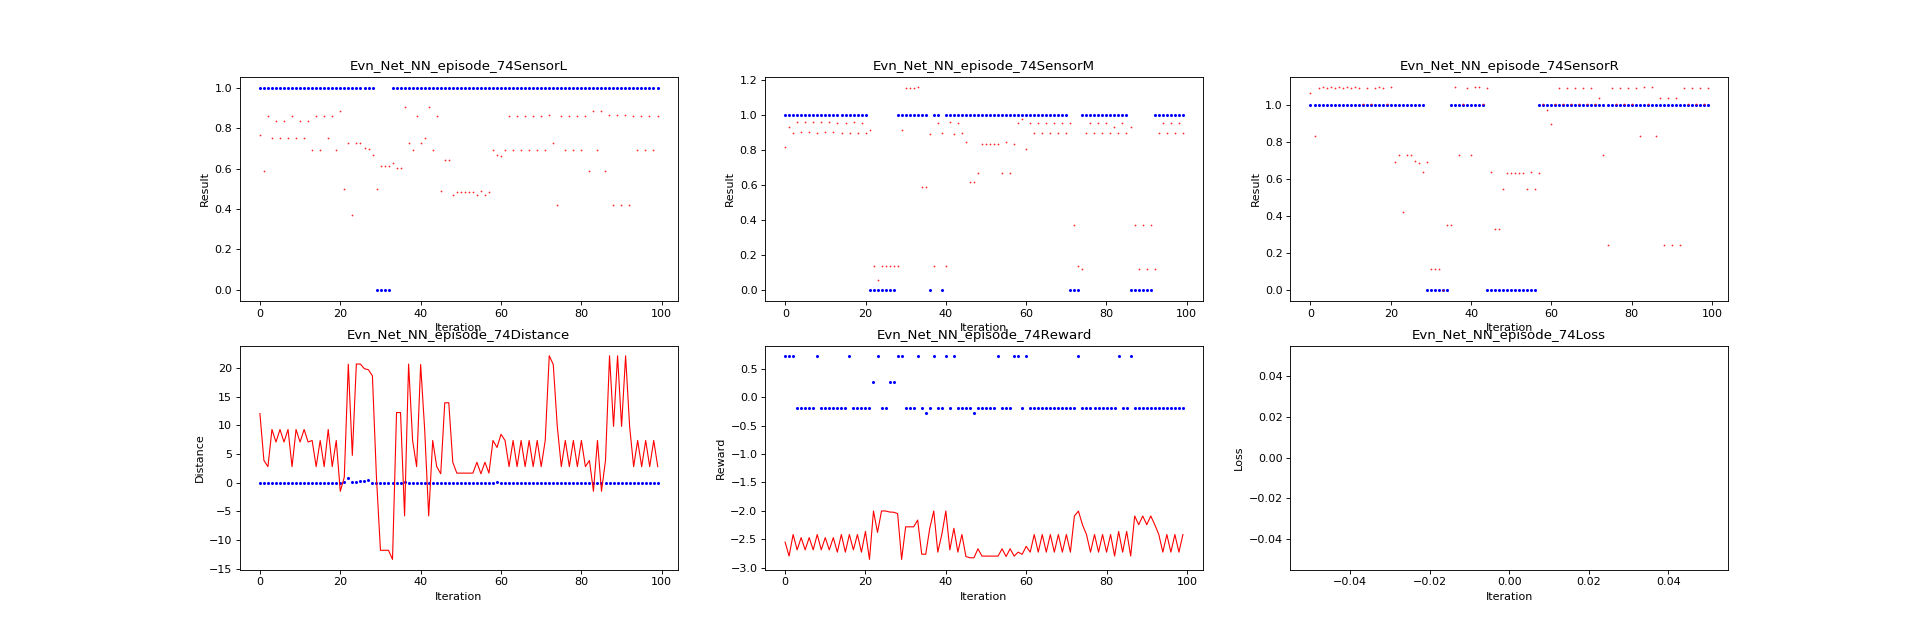 Evn_Net_NN_episode_74SensorL
Result
1.0
0.8
0.6
0.4
0.2
0.0
0 20 40 60 80 100
Iteration
Evn_Net_NN_episode_74SensorM
Result
1.2
1.0
0.8
0.6
0.4
0.2
0.0
0 20 40 60 80 100
Iteration
Evn_Net_NN_episode_74SensorR
Result
1.0
0.8
0.6
0.4
0.2
0.0
0 20 40 60 80 100
Iteration
Evn_Net_NN_episode_74Distance
Distance
20
15
10
5
0
−5
−10
−15
0 20 40 60 80 100
Iteration
Evn_Net_NN_episode_74Reward
Reward
0.5
0.0
−0.5
−1.0
−1.5
−2.0
−2.5
−3.0
0 20 40 60 80 100
Iteration
Evn_Net_NN_episode_74Loss
Loss
0.04
0.02
0.00
−0.02
−0.04
−0.04 −0.02 0.00 0.02 0.04
Iteration